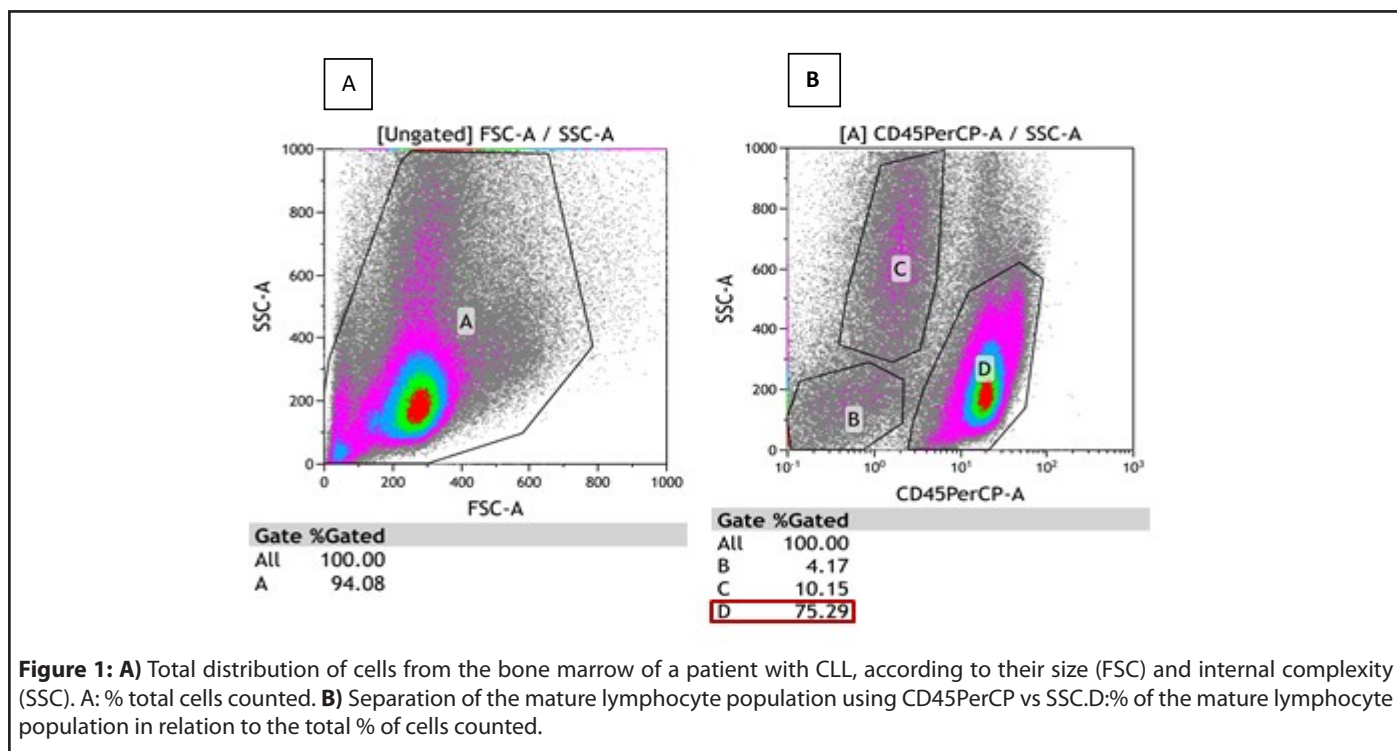 A
B
[Ungated] FSC-A / SSC-A
1000
800
600
400
200
0
SSC-A
A
0 200 400 600 800 1000
FSC-A
Gate %Gated
All 100.00
A 94.08
[A] CD45PerCP-A / SSC-A
1000
800
600
400
200
0
SSC-A
C
D
B
10-1 100 101 102 103
CD45PerCP-A
Gate %Gated
All 100.00
B 4.17
C 10.15
D 75.29
Figure 1: A) Total distribution of cells from the bone marrow of a patient with CLL, according to their size (FSC) and internal complexity
(SSC). A: % total cells counted. B) Separation of the mature lymphocyte population using CD45PerCP vs SSC.D:% of the mature lymphocyte
population in relation to the total % of cells counted.